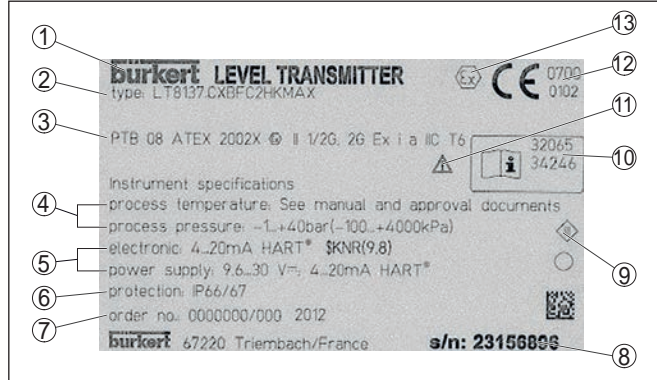 1
2
3
4
5
6
7
8
9
10
11
12
13
burkert LEVEL TRANSMITTER
Ex
CE 0700
0102
type: LT8137.CXBFC2HKMAX
PTB 08 ATEX 2002X Ex II 1/2G, 2G Ex i a IIC T6
32065
34246
i
Instrument specifications
process temperature: See manual and approval documents
process pressure: -1...+40bar(-100...+4000kPa)
electronic: 4...20mA HART® $KNR(9.8)
power supply: 9.6...30 V, 4...20mA HART®
protection: IP66/67
order no.: 0000000/000 2012
burkert 67220 Triembach/France
s/n: 23156896